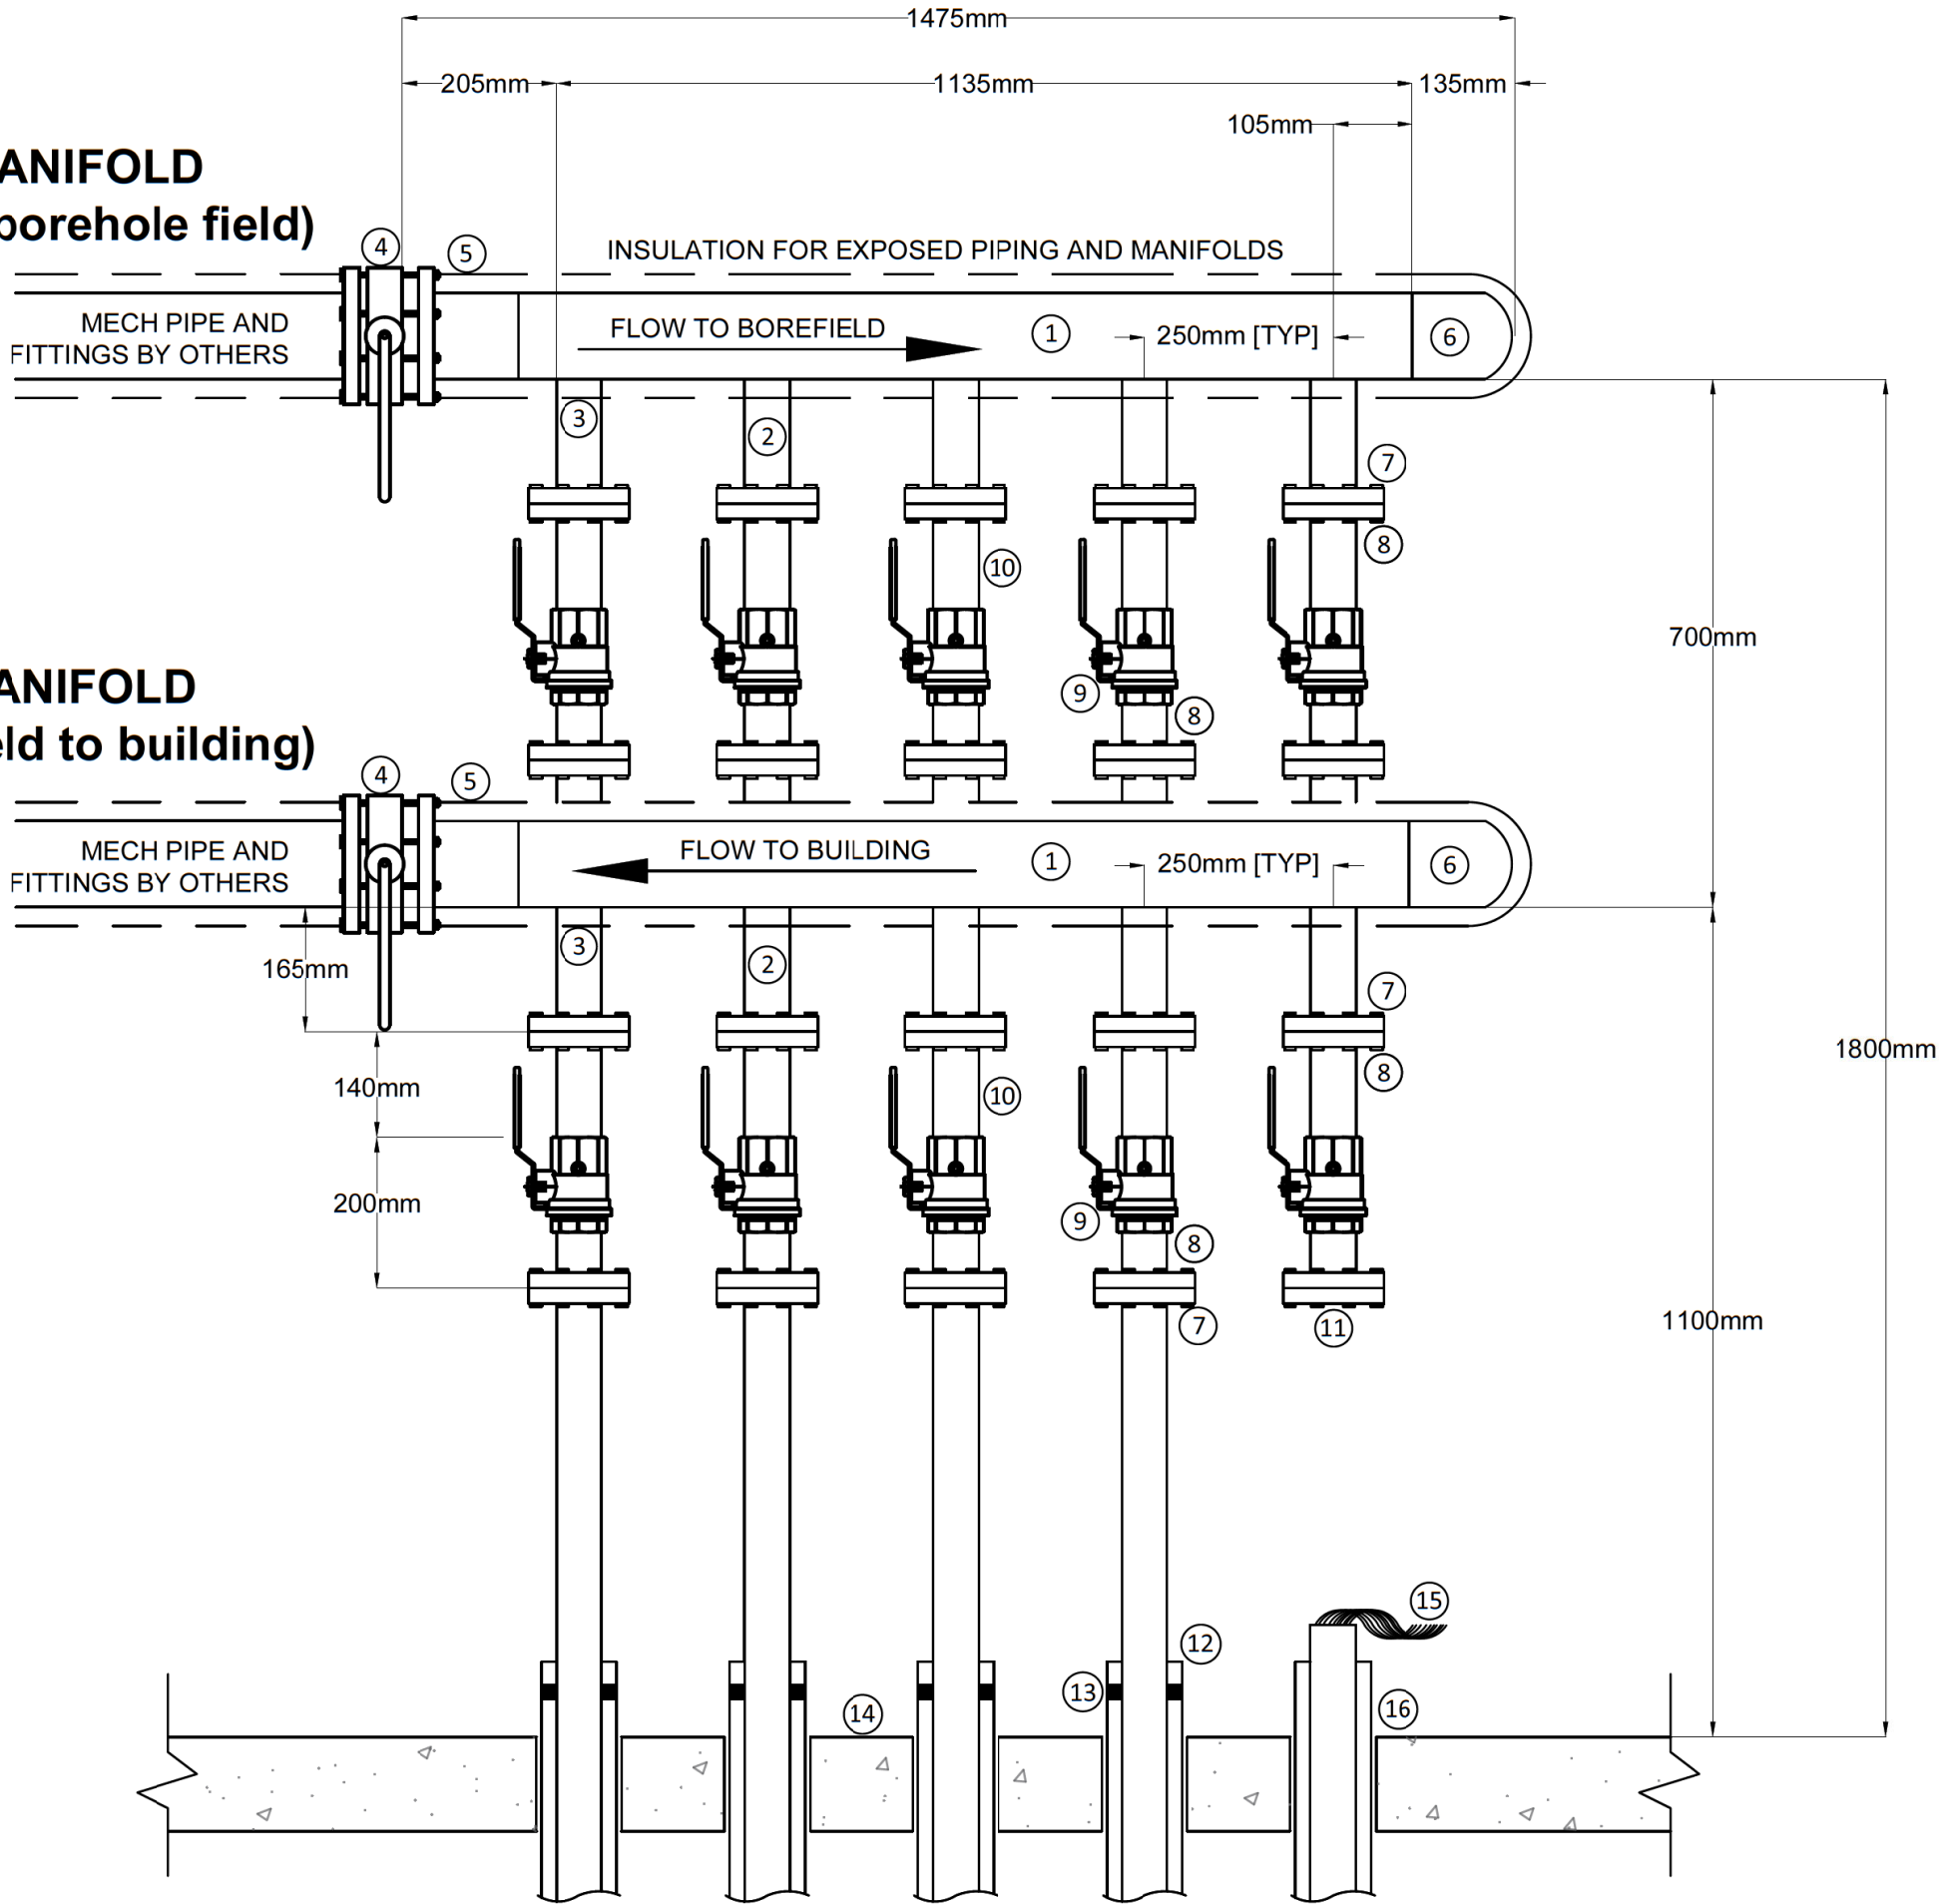 1475mm
205mm
1135mm
135mm
105mm
ANIFOLD
borehole field)
4
5
INSULATION FOR EXPOSED PIPING AND MANIFOLDS
MECH PIPE AND
FITTINGS BY OTHERS
FLOW TO BOREFIELD
1
250mm [TYP]
6
3
2
7
8
10
700mm
9
8
ANIFOLD
eld to building)
4
5
MECH PIPE AND
FITTINGS BY OTHERS
FLOW TO BUILDING
1
250mm [TYP]
6
3
2
165mm
7
8
1800mm
140mm
10
200mm
9
8
7
11
1100mm
15
12
13
14
16